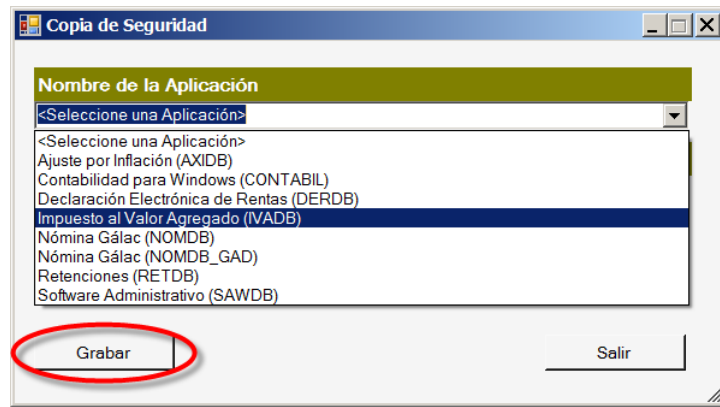 Copia de Seguridad
Nombre de la Aplicación
<Seleccione una Aplicación>
<Seleccione una Aplicación>
Ajuste por Inflación (AXIDB)
Contabilidad para Windows (CONTABIL)
Declaración Electrónica de Rentas (DERDB)
Impuesto al Valor Agregado (IVADB)
Nómina Gálac (NOMDB)
Nómina Gálac (NOMDB_GAD)
Retenciones (RETDB)
Software Administrativo (SAWDB)
Grabar Salir